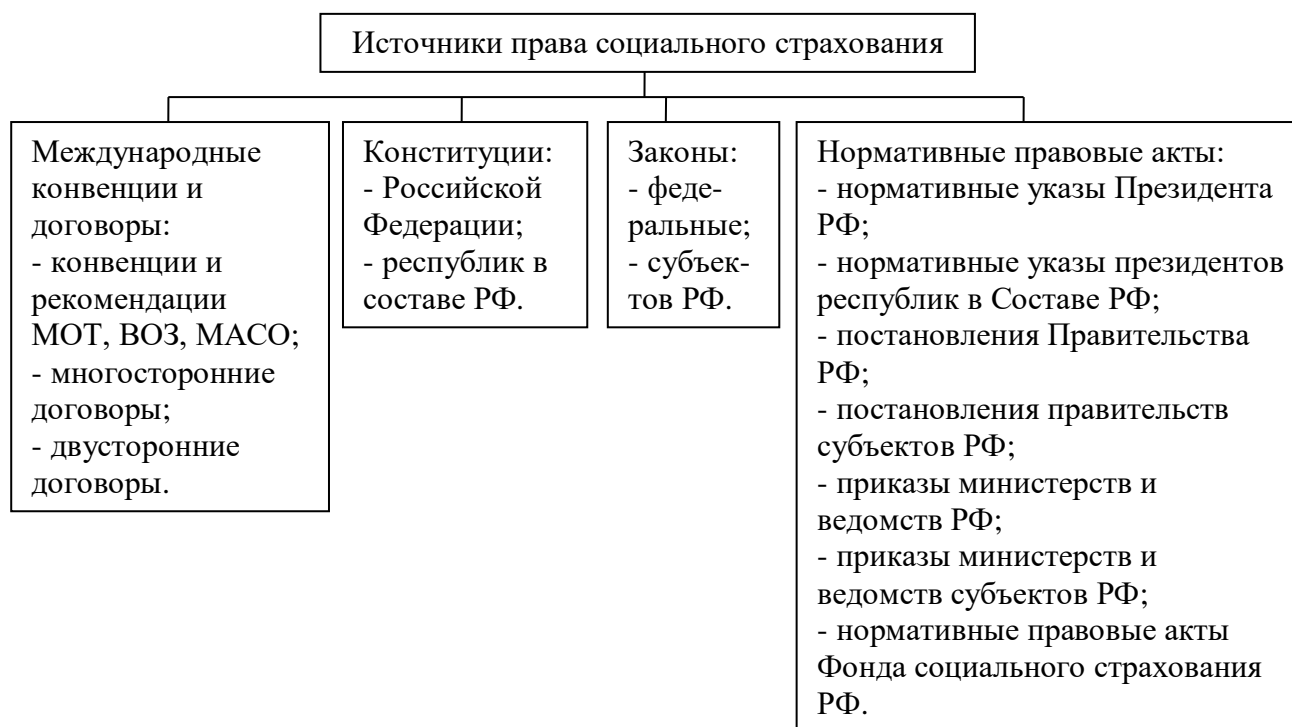 Источники права социального страхования
Международные
конвенции и
договоры:
- конвенции и
рекомендации
МОТ, ВОЗ, МАСО;
- многосторонние
договоры;
- двусторонние
договоры.
Конституции:
- Российской
Федерации;
- республик в
составе РФ.
Законы:
- феде-
ральные;
- субъек-
тов РФ.
Нормативные правовые акты:
- нормативные указы Президента
РФ;
- нормативные указы президентов
республик в Составе РФ;
- постановления Правительства
РФ;
- постановления правительств
субъектов РФ;
- приказы министерств и
ведомств РФ;
- приказы министерств и
ведомств субъектов РФ;
- нормативные правовые акты
Фонда социального страхования
РФ.